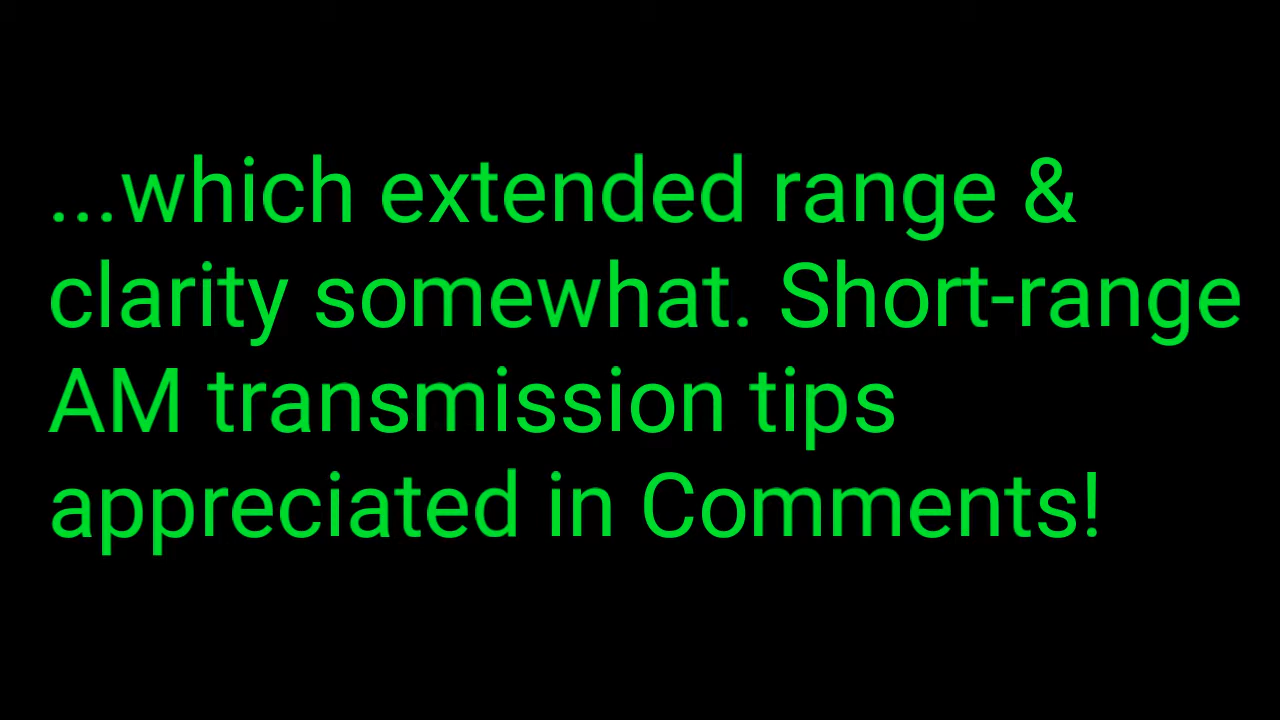 ...which extended range &
clarity somewhat. Short-range
AM transmission tips
appreciated in Comments!